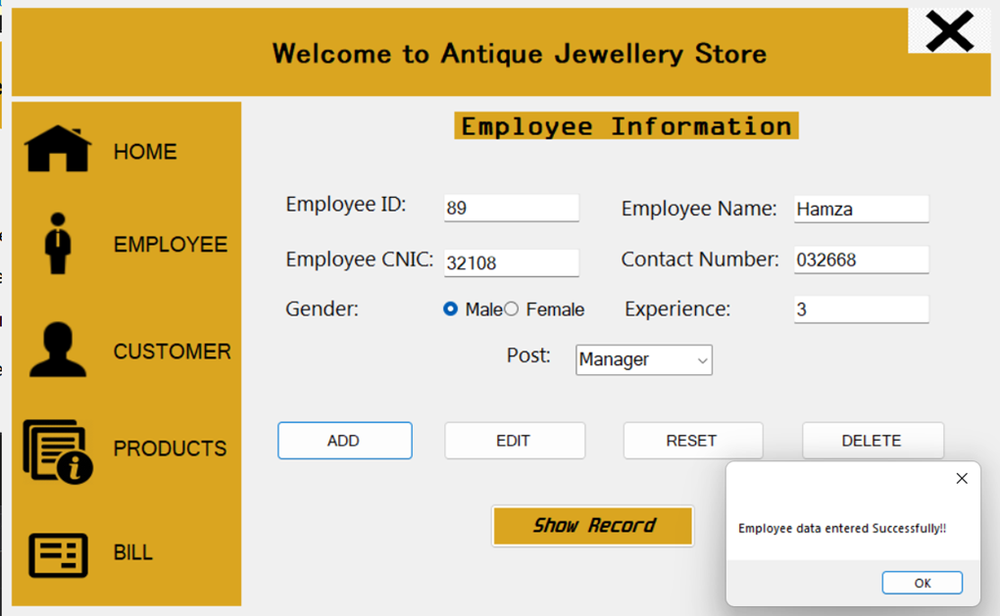 Welcome to Antique Jewellery Store
HOME
EMPLOYEE
CUSTOMER
PRODUCTS
BILL
Employee Information
Employee ID: 89 Employee Name: Hamza
Employee CNIC: 32108 Contact Number: 032668
Gender: Male Female Experience: 3
Post: Manager
ADD EDIT RESET DELETE
Show Record
Employee data entered Successfully!!
OK